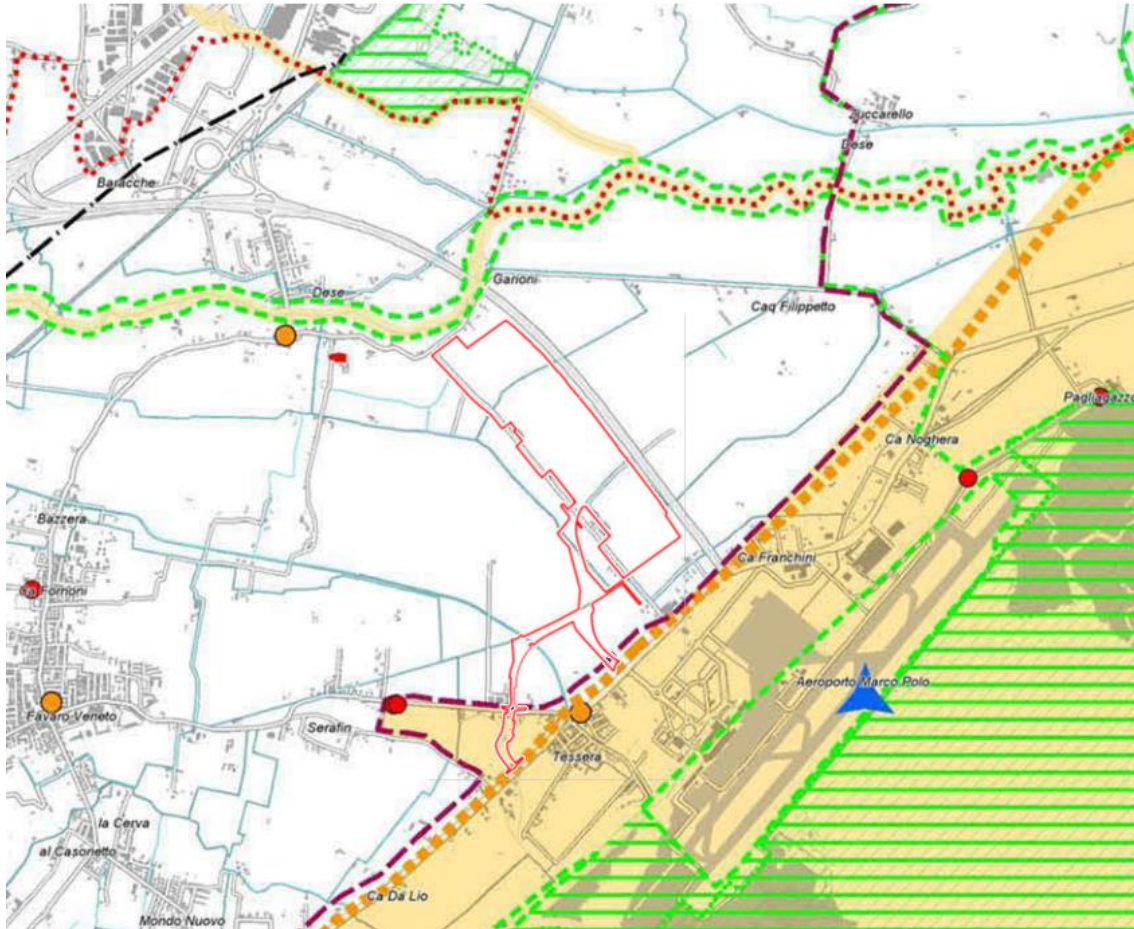 Zuccarello
Dese
Baracche
Garioni
Dese
Caq Filippetto
Pagliagazzo
Ca Noghera
Bazzera
Ca Franchini
Ca Fornoni
Aeroporto Marco Polo
Favaro Veneto
Serafin
Tessera
la Cerva
al Casonetto
Ca Da Lio
Mondo Nuovo